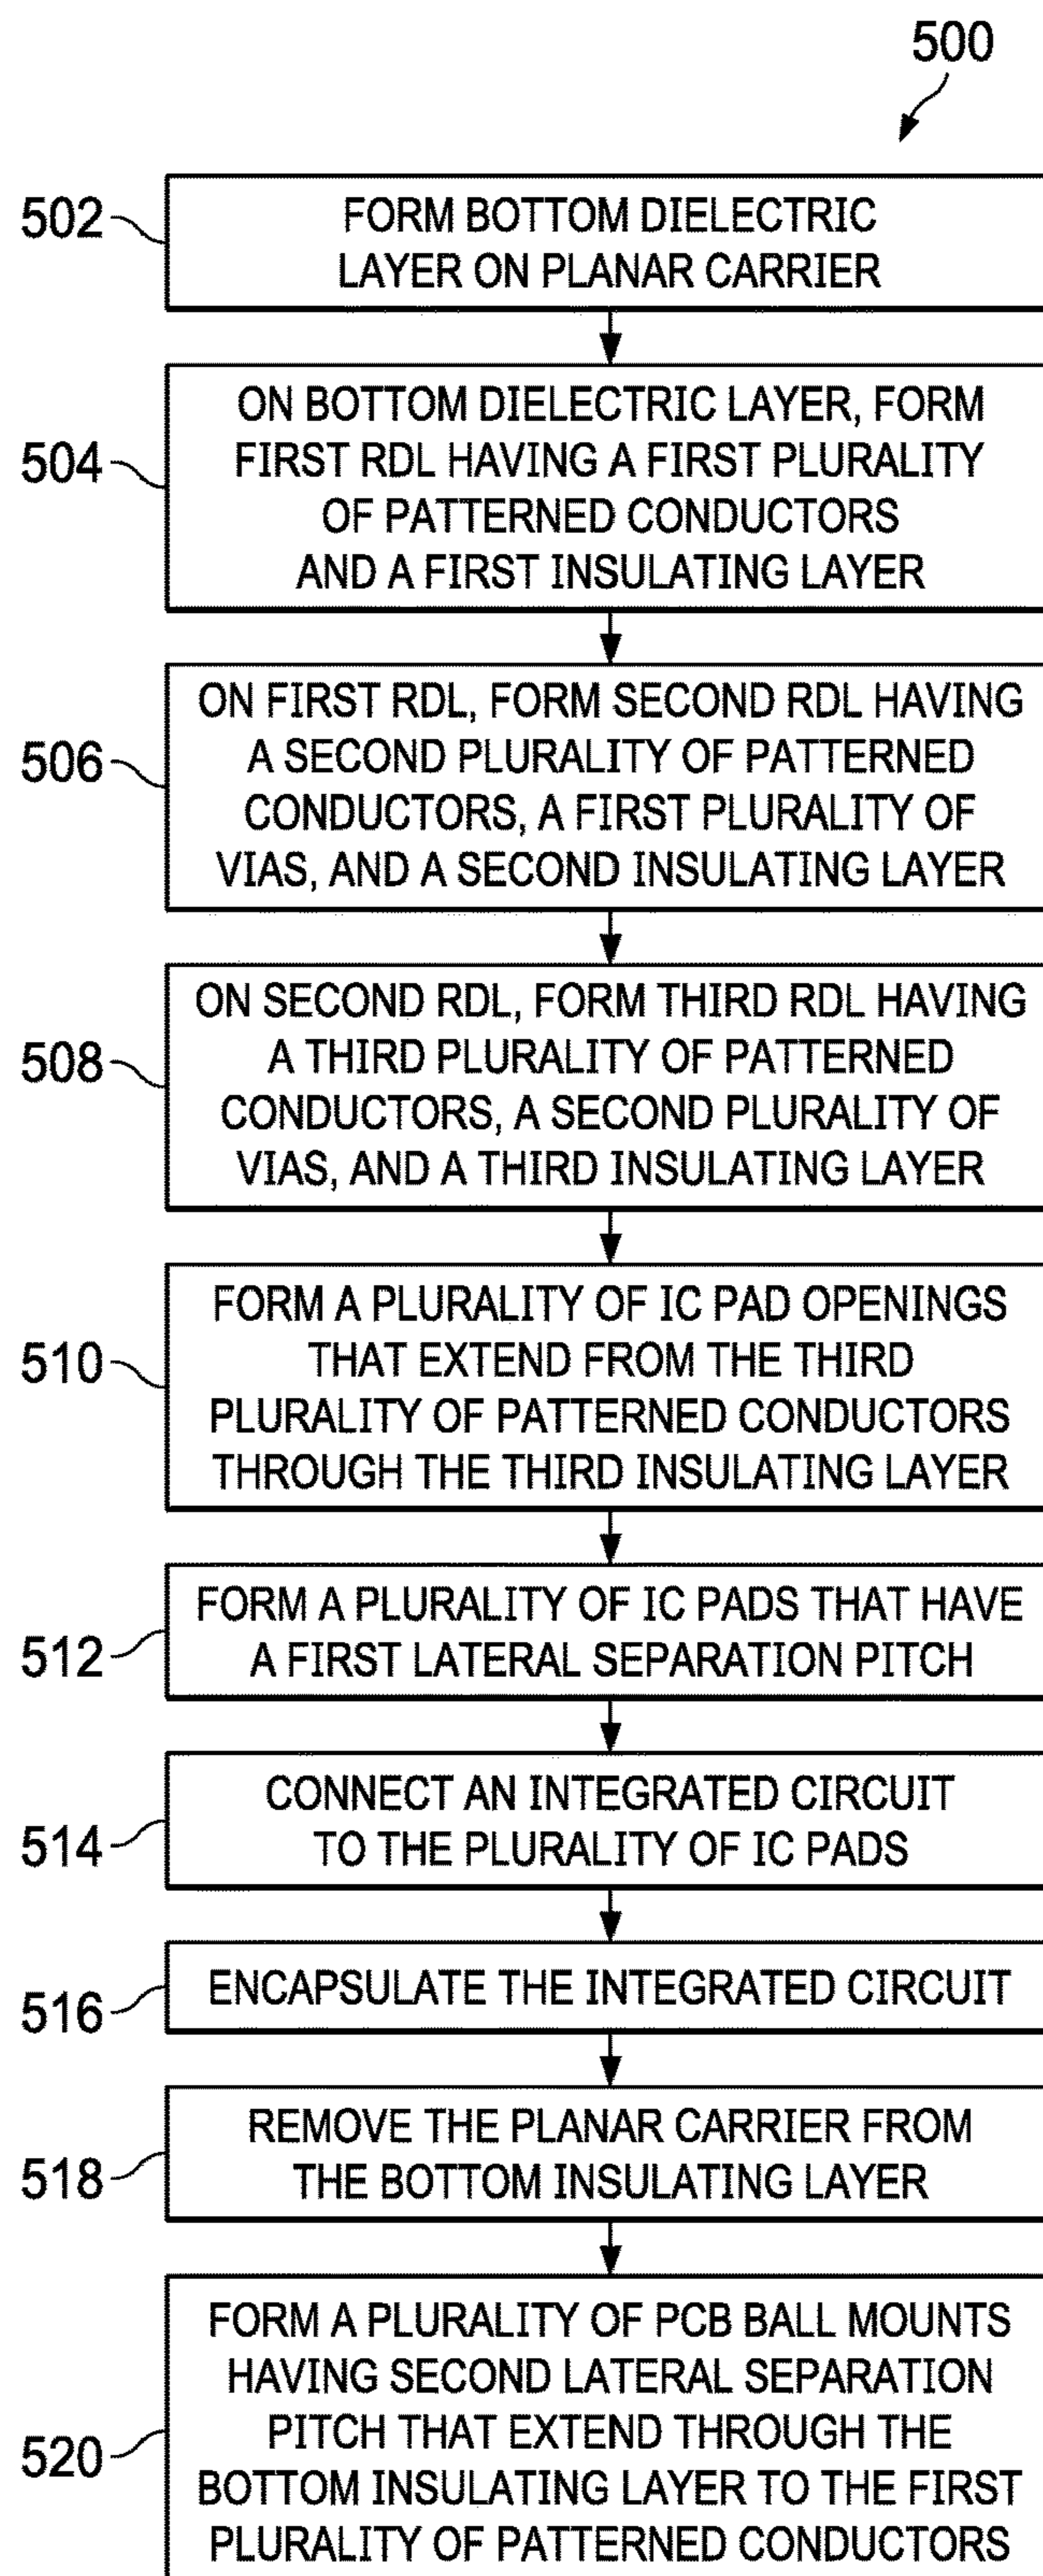 500
502
FORM BOTTOM DIELECTRIC
LAYER ON PLANAR CARRIER
504
ON BOTTOM DIELECTRIC LAYER, FORM
FIRST RDL HAVING A FIRST PLURALITY
OF PATTERNED CONDUCTORS
AND A FIRST INSULATING LAYER
506
ON FIRST RDL, FORM SECOND RDL HAVING
A SECOND PLURALITY OF PATTERNED
CONDUCTORS, A FIRST PLURALITY OF
VIAS, AND A SECOND INSULATING LAYER
508
ON SECOND RDL, FORM THIRD RDL HAVING
A THIRD PLURALITY OF PATTERNED
CONDUCTORS, A SECOND PLURALITY OF
VIAS, AND A THIRD INSULATING LAYER
510
FORM A PLURALITY OF IC PAD OPENINGS
THAT EXTEND FROM THE THIRD
PLURALITY OF PATTERNED CONDUCTORS
THROUGH THE THIRD INSULATING LAYER
512
FORM A PLURALITY OF IC PADS THAT HAVE
A FIRST LATERAL SEPARATION PITCH
514
CONNECT AN INTEGRATED CIRCUIT
TO THE PLURALITY OF IC PADS
516
ENCAPSULATE THE INTEGRATED CIRCUIT
518
REMOVE THE PLANAR CARRIER FROM
THE BOTTOM INSULATING LAYER
520
FORM A PLURALITY OF PCB BALL MOUNTS
HAVING SECOND LATERAL SEPARATION
PITCH THAT EXTEND THROUGH THE
BOTTOM INSULATING LAYER TO THE FIRST
PLURALITY OF PATTERNED CONDUCTORS